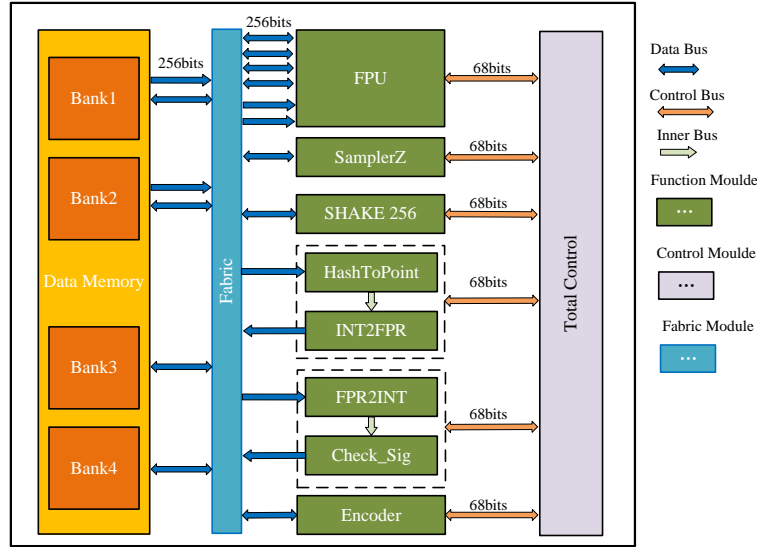 256bits
256bits
Bank1
Bank2
Data Memory
Bank3
Bank4
Fabric
FPU
SamplerZ
SHAKE 256
HashToPoint
INT2FPR
FPR2INT
Check_Sig
Encoder
68bits
68bits
68bits
68bits
68bits
68bits
Total Control
Data Bus
Control Bus
Inner Bus
Function Moulde
...
Control Moulde
...
Fabric Module
...